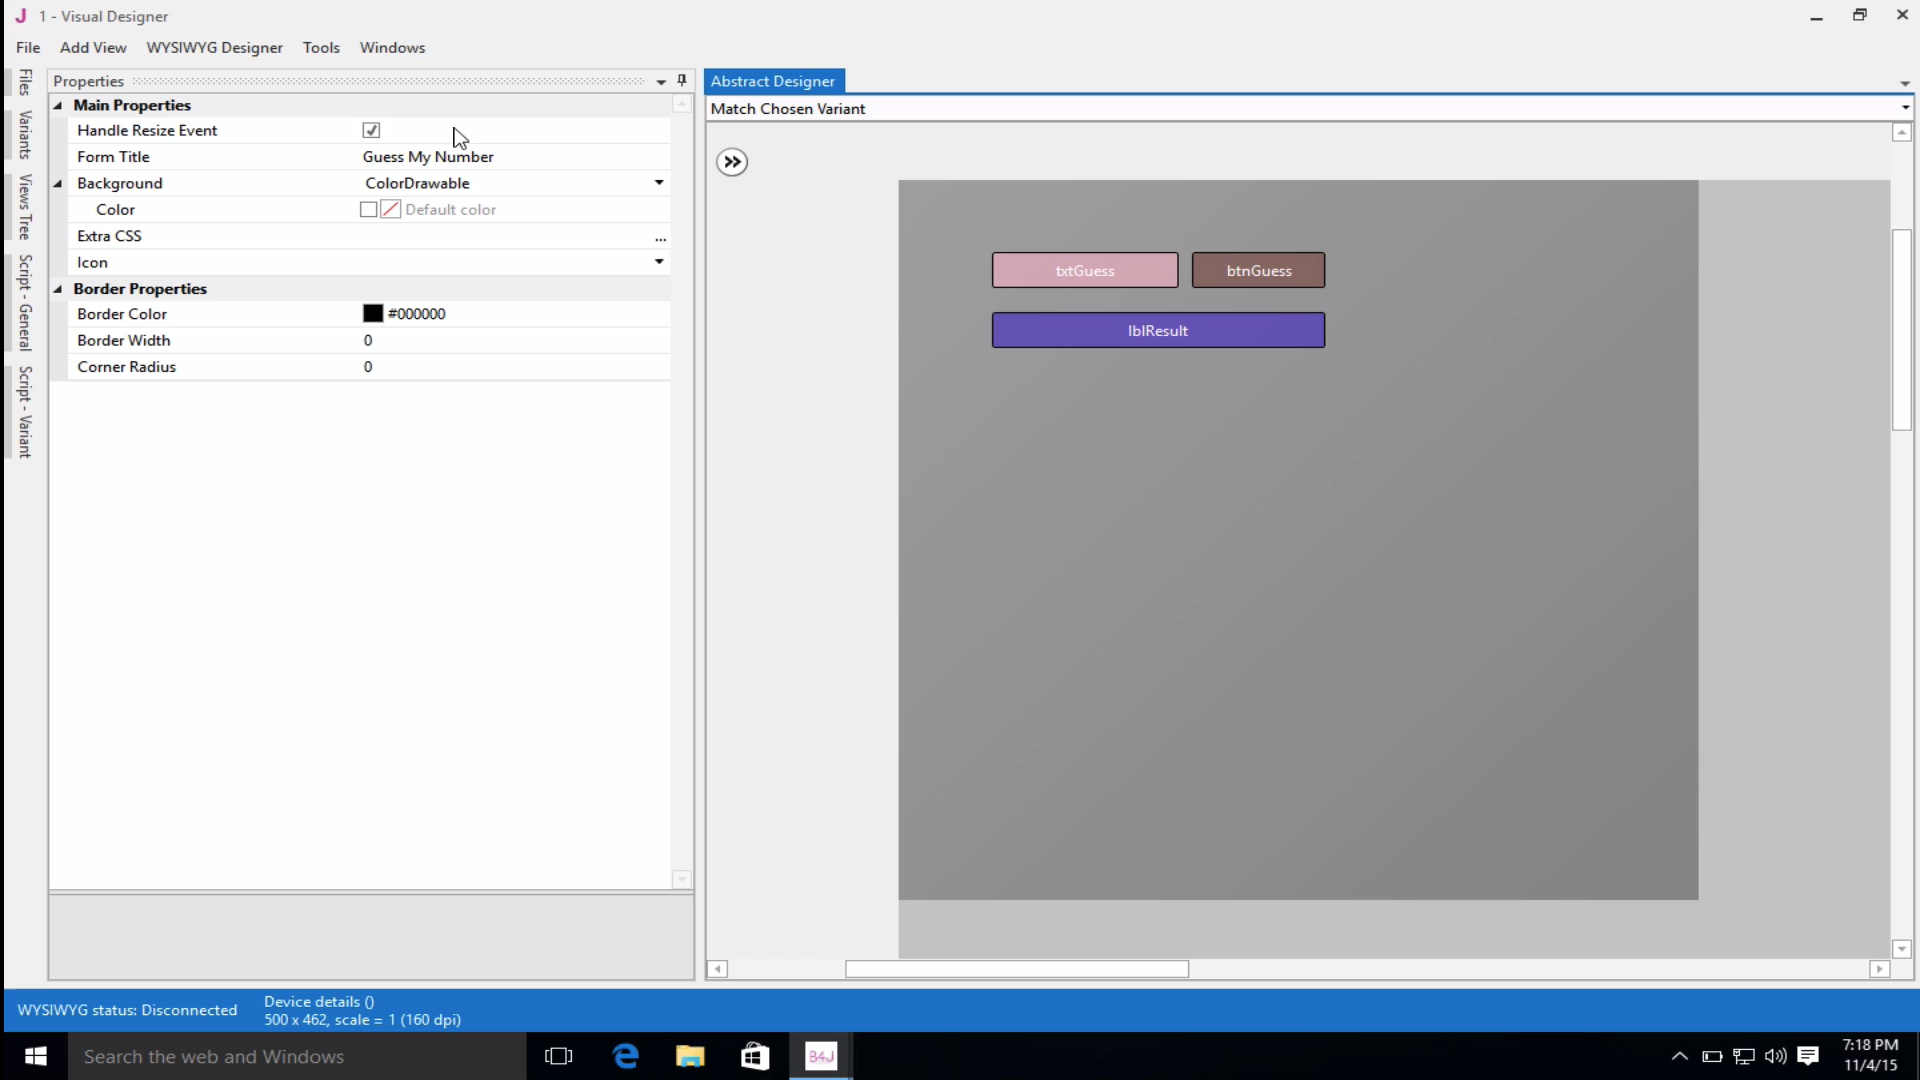 J 1 - Visual Designer
File Add View WYSIWYG Designer Tools Windows
Files
Variants
Views Tree
Script - General
Script - Variant
Properties
Main Properties
Handle Resize Event
Form Title Guess My Number
Background ColorDrawable
Color Default color
Extra CSS ...
Icon
Border Properties
Border Color #000000
Border Width 0
Corner Radius 0
Abstract Designer
Match Chosen Variant
txtGuess btnGuess
lblResult
WYSIWYG status: Disconnected
Device details ()
500 x 462, scale = 1 (160 dpi)
Search the web and Windows
B4J
7:18 PM
11/4/15